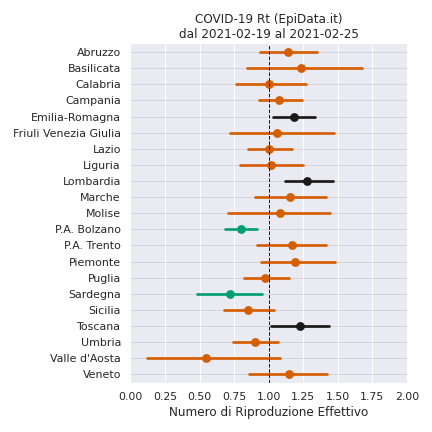 COVID-19 Rt (EpiData.it)
dal 2021-02-19 al 2021-02-25
Abruzzo
Basilicata
Calabria
Campania
Emilia-Romagna
Friuli Venezia Giulia
Lazio
Liguria
Lombardia
Marche
Molise
P.A. Bolzano
P.A. Trento
Piemonte
Puglia
Sardegna
Sicilia
Toscana
Umbria
Valle d'Aosta
Veneto
0.00 0.25 0.50 0.75 1.00 1.25 1.50 1.75 2.00
Numero di Riproduzione Effettivo